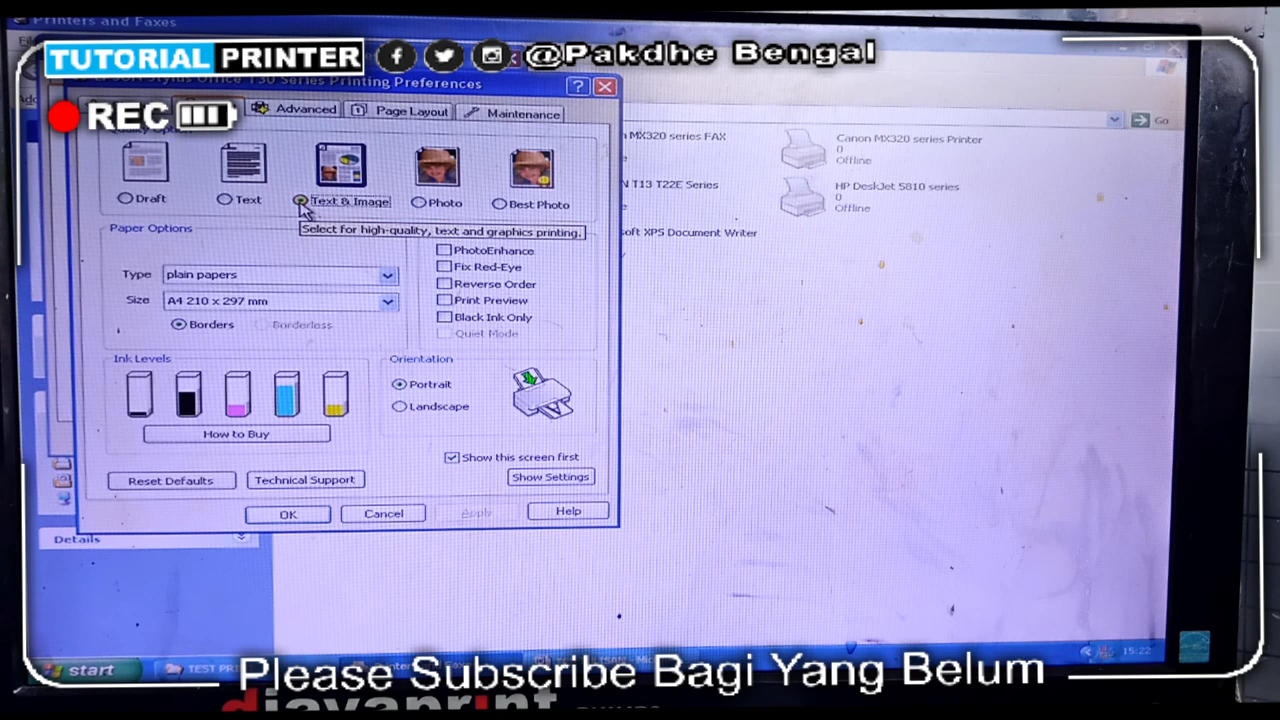 Printers and Faxes
TUTORIAL PRINTER @Pakdhe Bengal
Printing Preferences
REC
Advanced Page Layout Maintenance
Draft Text Text & Image Photo Best Photo
Select for high-quality, text and graphics printing.
Paper Options
Type plain papers
Size A4 210 x 297 mm
Borders Borderless
PhotoEnhance
Fix Red-Eye
Reverse Order
Print Preview
Black Ink Only
Quiet Mode
Ink Levels
How to Buy
Orientation
Portrait
Landscape
Show this screen first
Reset Defaults Technical Support Show Settings
OK Cancel Apply Help
Go
MX320 series FAX
Canon MX320 series Printer
0
Offline
T13 T22E Series
HP DeskJet 5810 series
0
Offline
XPS Document Writer
Details
start
TEST
15:22
Please Subscribe Bagi Yang Belum